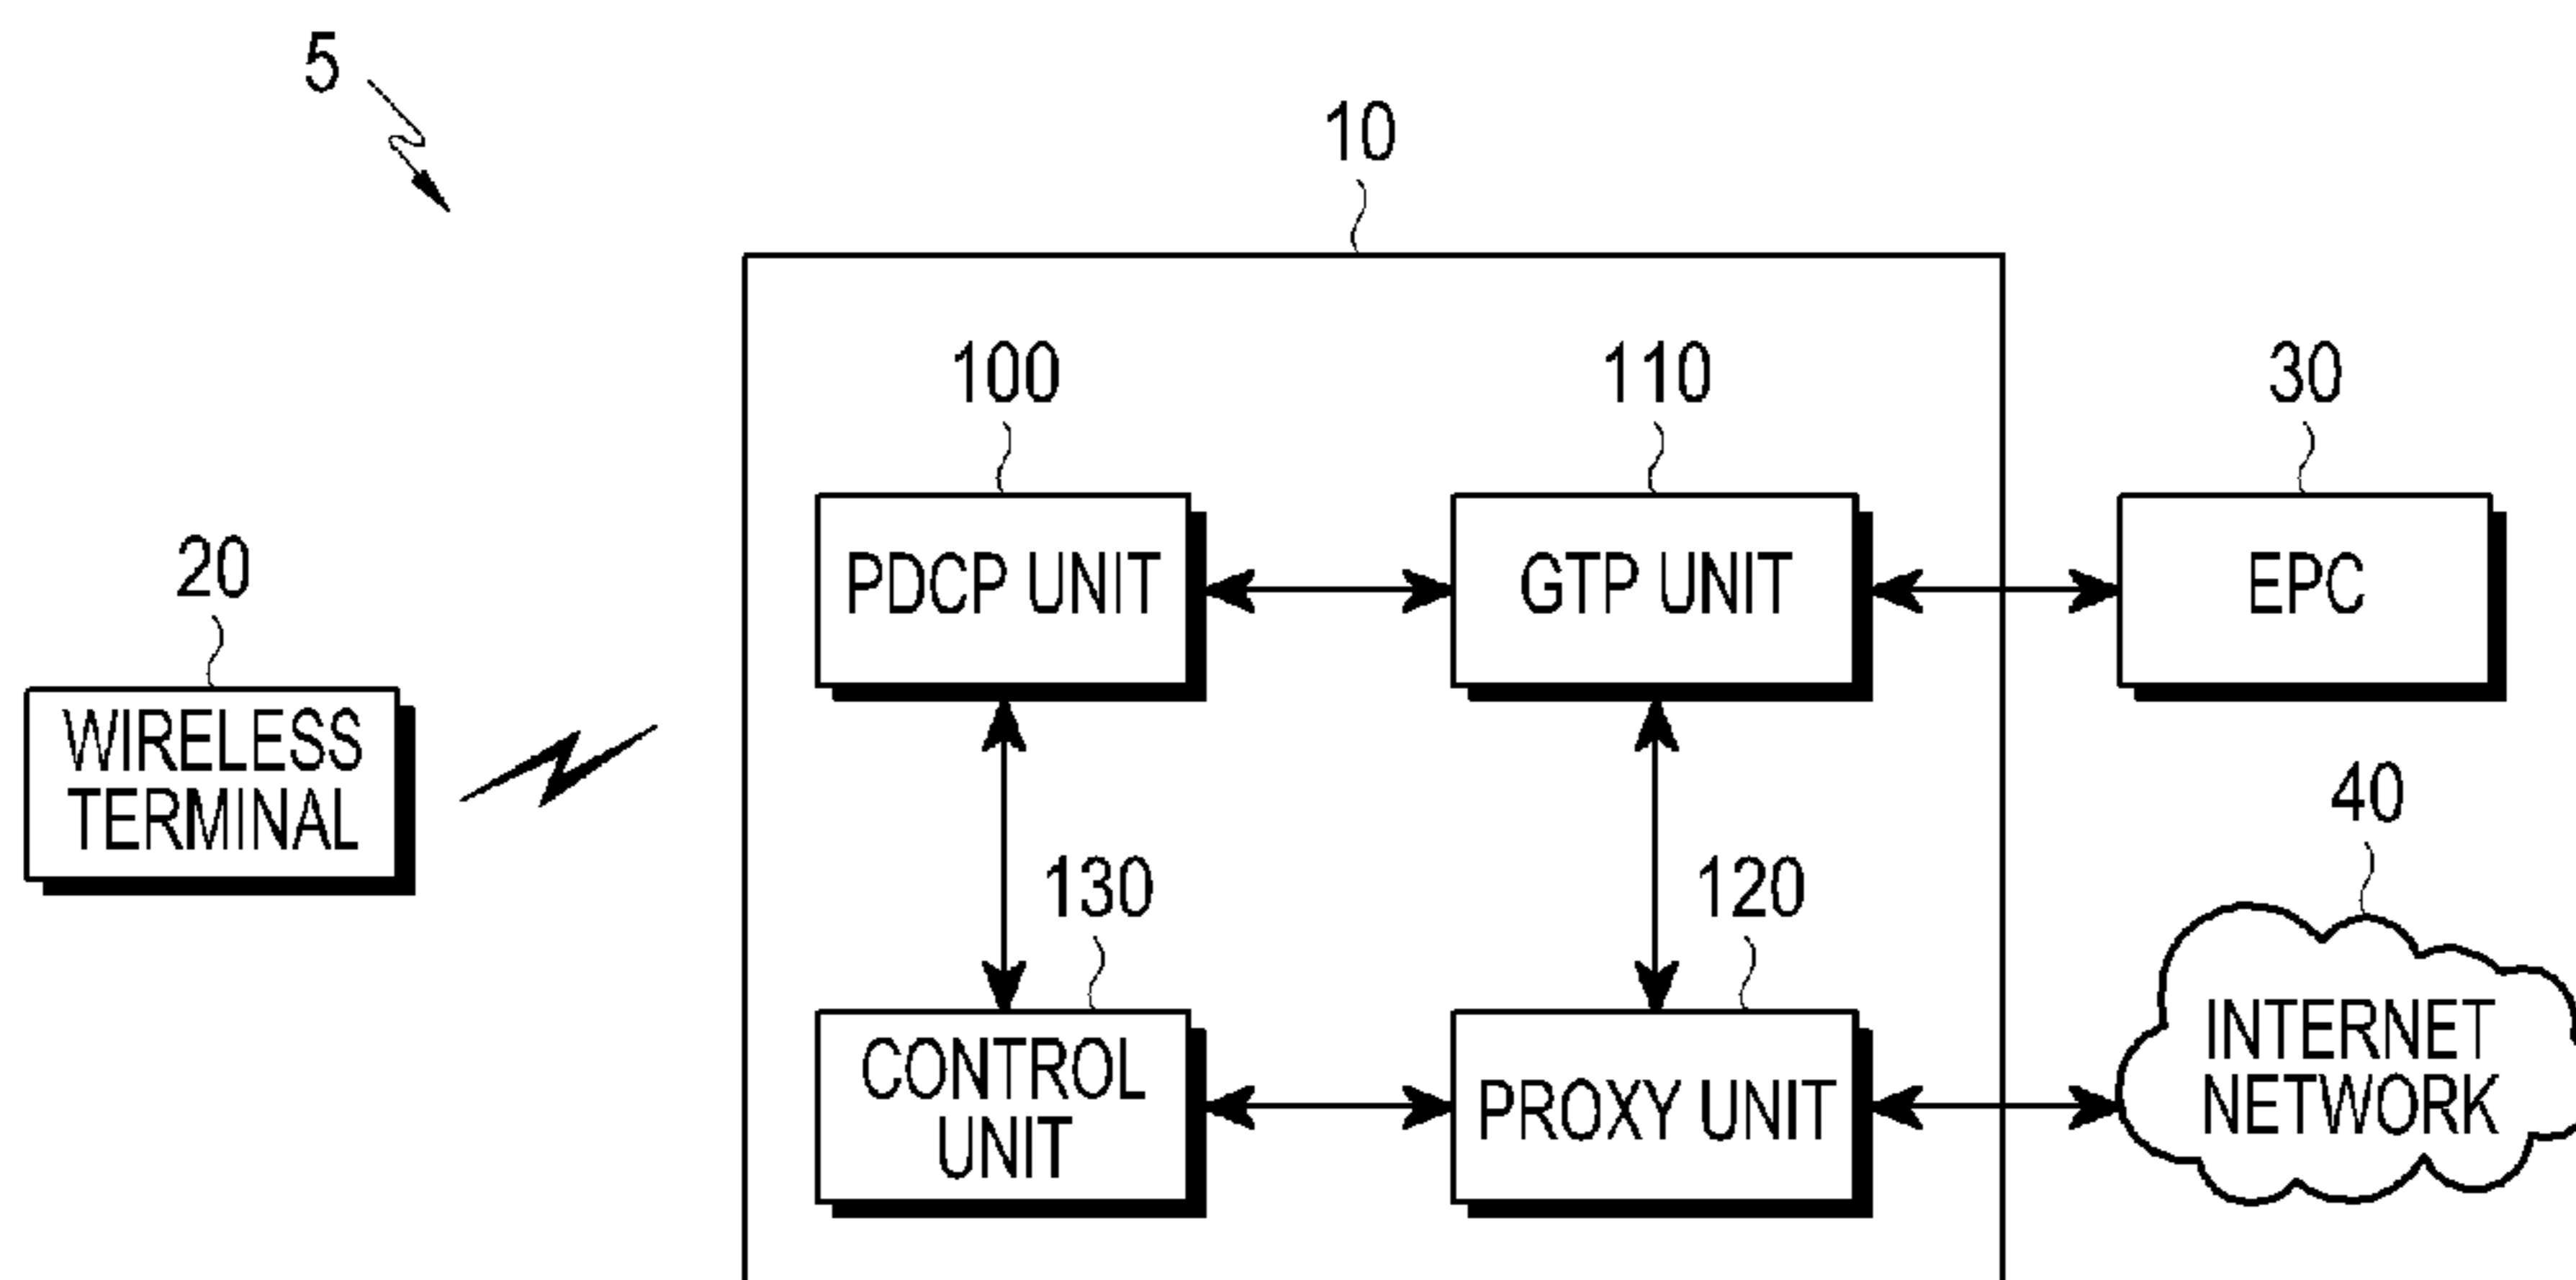 5
10
100
110
30
PDCP UNIT
GTP UNIT
EPC
20
WIRELESS
TERMINAL
40
130
120
CONTROL
UNIT
PROXY UNIT
INTERNET
NETWORK